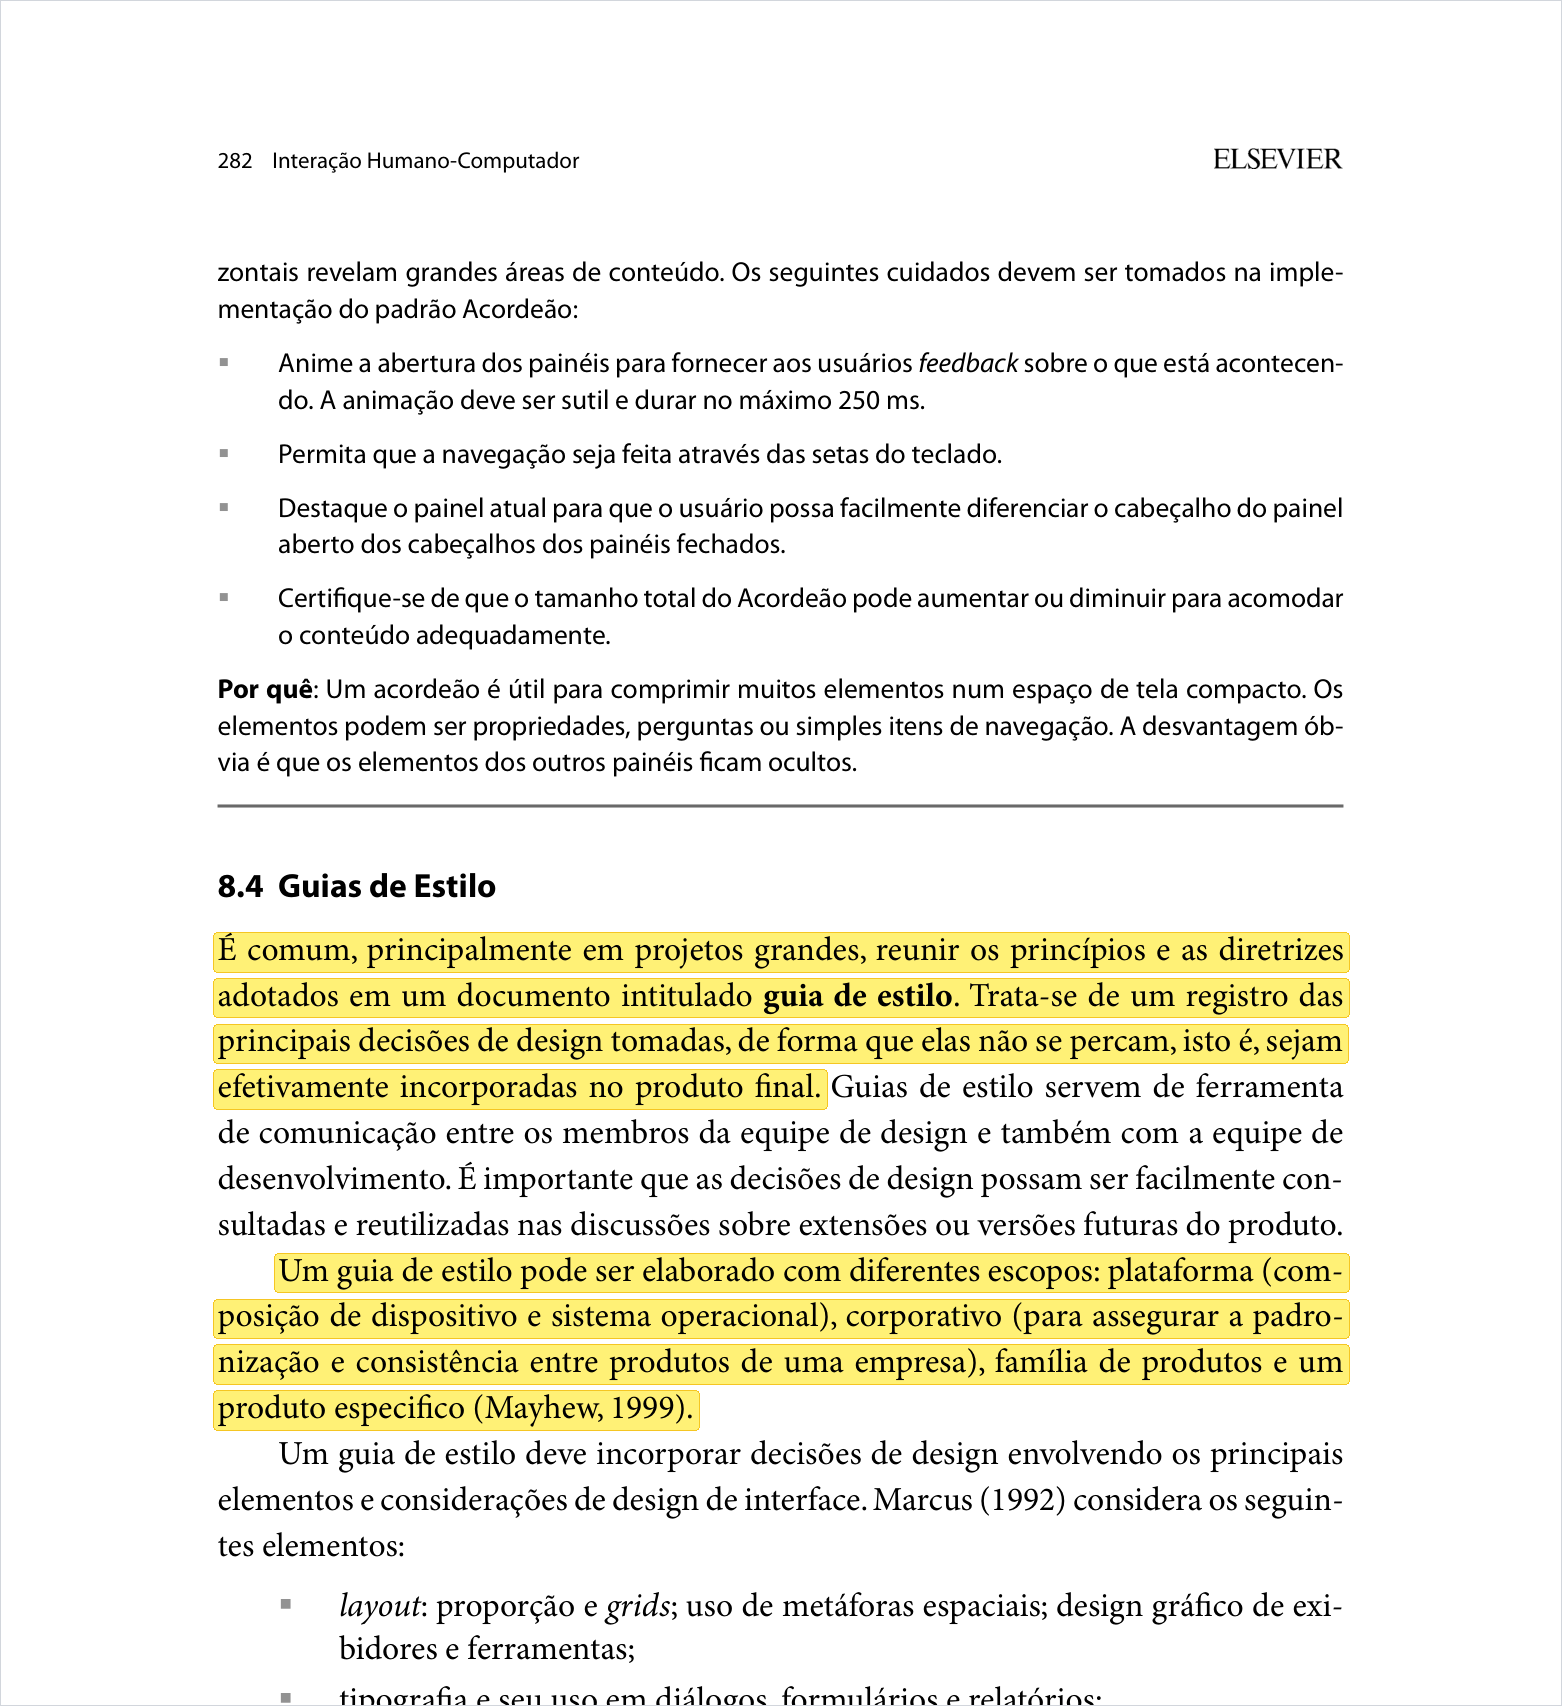 282 Interação Humano-Computador
ELSEVIER
zontais revelam grandes áreas de conteúdo. Os seguintes cuidados devem ser tomados na imple-
mentação do padrão Acordeão:
▪ Anime a abertura dos painéis para fornecer aos usuários feedback sobre o que está acontecen-
do. A animação deve ser sutil e durar no máximo 250 ms.
▪ Permita que a navegação seja feita através das setas do teclado.
▪ Destaque o painel atual para que o usuário possa facilmente diferenciar o cabeçalho do painel
aberto dos cabeçalhos dos painéis fechados.
▪ Certifique-se de que o tamanho total do Acordeão pode aumentar ou diminuir para acomodar
o conteúdo adequadamente.
Por quê: Um acordeão é útil para comprimir muitos elementos num espaço de tela compacto. Os
elementos podem ser propriedades, perguntas ou simples itens de navegação. A desvantagem ób-
via é que os elementos dos outros painéis ficam ocultos.
8.4 Guias de Estilo
É comum, principalmente em projetos grandes, reunir os princípios e as diretrizes
adotados em um documento intitulado guia de estilo. Trata-se de um registro das
principais decisões de design tomadas, de forma que elas não se percam, isto é, sejam
efetivamente incorporadas no produto final. Guias de estilo servem de ferramenta
de comunicação entre os membros da equipe de design e também com a equipe de
desenvolvimento. É importante que as decisões de design possam ser facilmente con-
sultadas e reutilizadas nas discussões sobre extensões ou versões futuras do produto.
Um guia de estilo pode ser elaborado com diferentes escopos: plataforma (com-
posição de dispositivo e sistema operacional), corporativo (para assegurar a padro-
nização e consistência entre produtos de uma empresa), família de produtos e um
produto especifico (Mayhew, 1999).
Um guia de estilo deve incorporar decisões de design envolvendo os principais
elementos e considerações de design de interface. Marcus (1992) considera os seguin-
tes elementos:
▪ layout: proporção e grids; uso de metáforas espaciais; design gráfico de exi-
bidores e ferramentas;
▪ tipografia e seu uso em diálogos, formulários e relatórios;